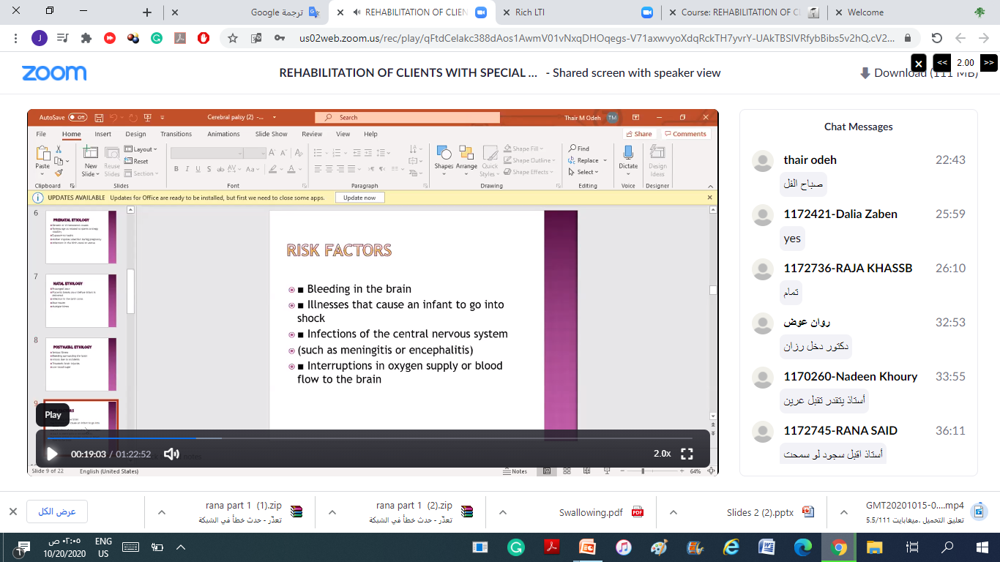 ترجمة Google
REHABILITATION OF CLIEN
Rich LTI
Course: REHABILITATION OF CL
Welcome
J
us02web.zoom.us/rec/play/qFtdCelakc388dAos1AwmV01vNxqDHOqegs-V71axwvyoXdqRckTH7yvrY-UAkTBSlVRfybBibs5v2hQ.cV2...
zoom
REHABILITATION OF CLIENTS WITH SPECIAL ... - Shared screen with speaker view
Download (111 MB)
<< 2.00 >>
AutoSave Off
Cerebral palsy (2) -...
Search
Thair M Odeh TM
File Home Insert Design Transitions Animations Slide Show Review View Help
Share Comments
Paste
New Slide
Reuse Slides
Layout
Reset
Section
Shapes Arrange Quick Styles
Shape Fill
Shape Outline
Shape Effects
Find
Replace
Select
Dictate
Design Ideas
Clipboard Slides Font Paragraph Drawing Editing Voice Designer
UPDATES AVAILABLE Updates for Office are ready to be installed, but first we need to close some apps. Update now
6
PRENATAL ETIOLOGY
7
NATAL ETIOLOGY
8
POSTNATAL ETIOLOGY
9
RISK FACTORS
■ Bleeding in the brain
■ Illnesses that cause an infant to go into
shock
■ Infections of the central nervous system
(such as meningitis or encephalitis)
■ Interruptions in oxygen supply or blood
flow to the brain
Play
00:19:03 / 01:22:52
2.0x
Slide 9 of 22 English (United States)
Notes
64%
Chat Messages
thair odeh 22:43
صباح الفل
1172421-Dalia Zaben 25:59
yes
1172736-RAJA KHASSB 26:10
تمام
روان عوض 32:53
دكتور دخل رزان
1170260-Nadeen Khoury 33:55
أستاذ بتقدر تقبل عرين
1172745-RANA SAID 36:11
أستاذ اقبل سجود لو سمحت
عرض الكل
rana part 1 (1).zip
تعذّر - حدث خطأ في الشبكة
rana part 1 (2).zip
تعذّر - حدث خطأ في الشبكة
Swallowing.pdf
Slides 2 (2).pptx
GMT20201015-0....mp4
5.5/111 ميغابايت. تعليق التحميل
٠٢:٠٥ ص
10/20/2020
ENG
US